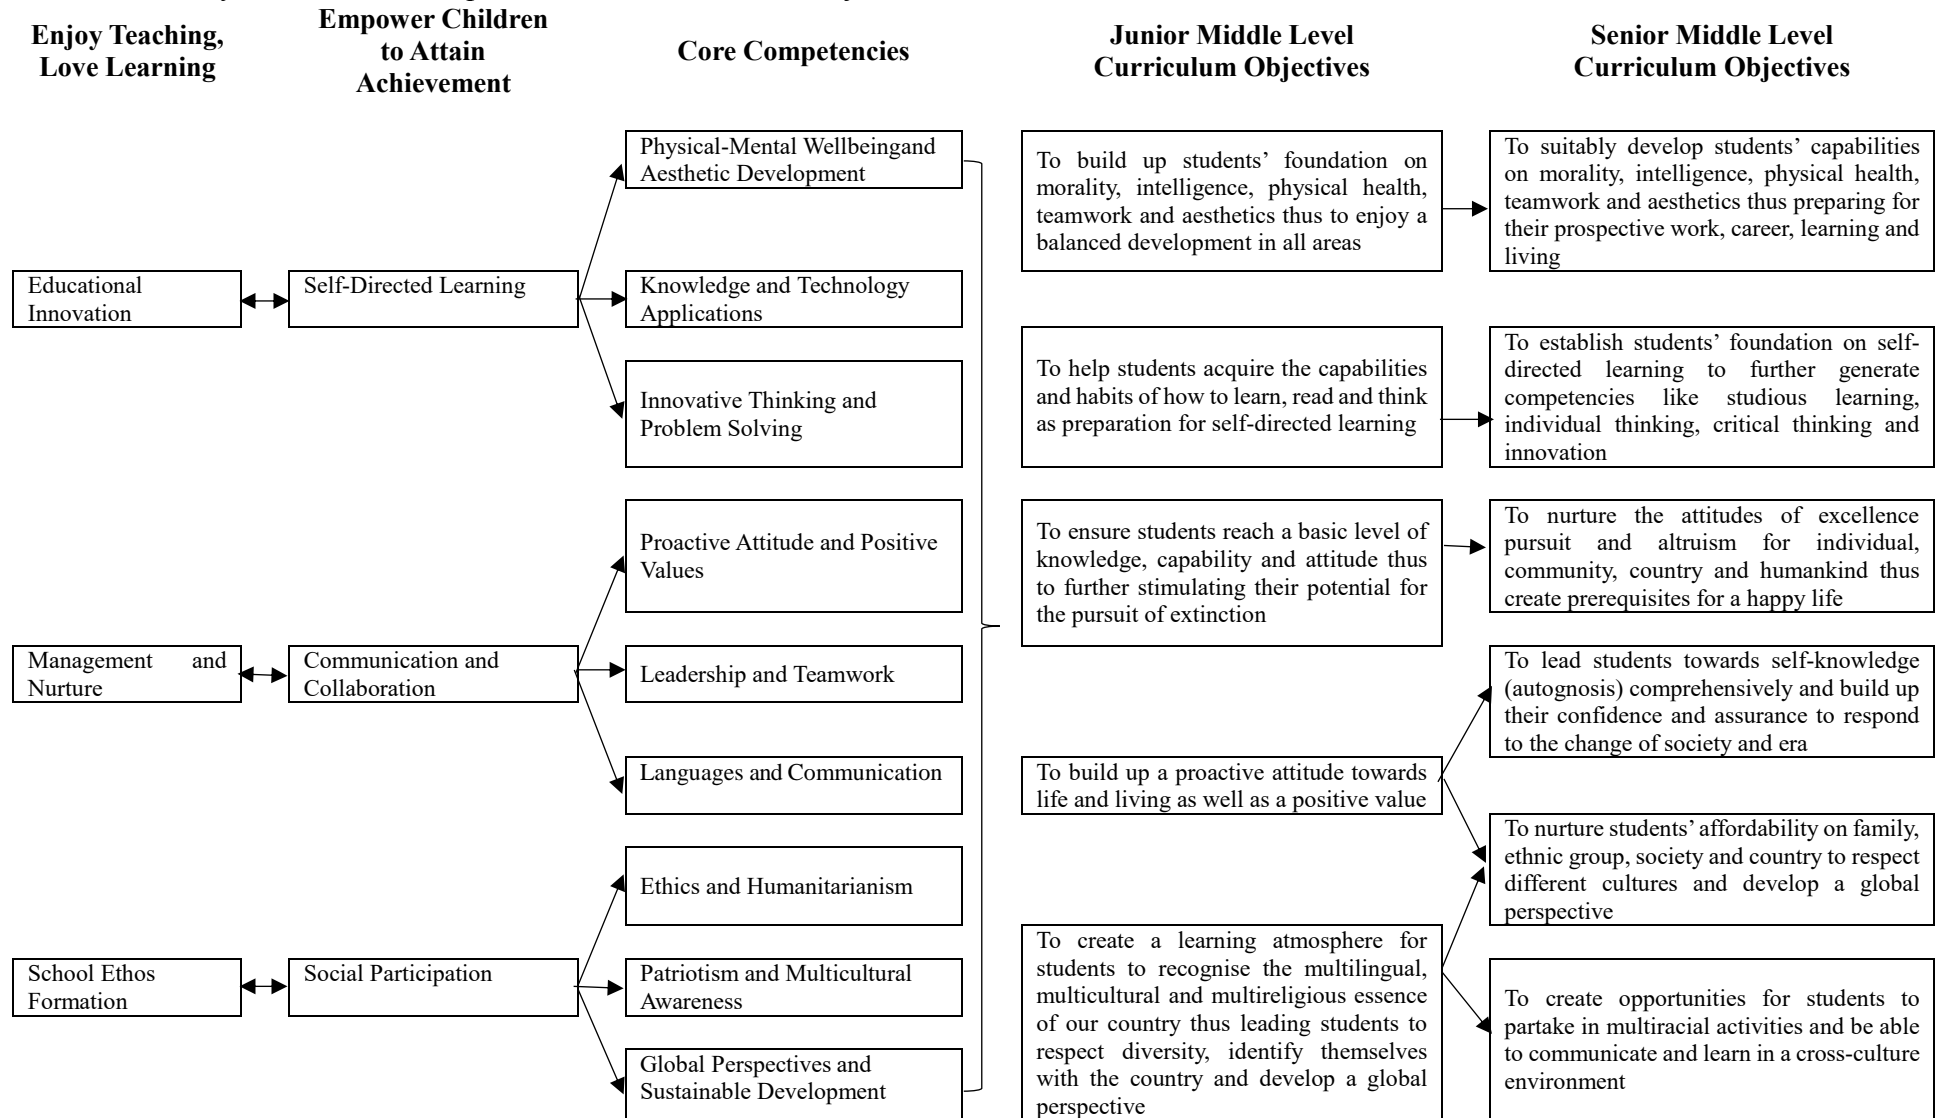 Enjoy Teaching,
Love Learning
Empower Children
to Attain
Achievement
Core Competencies
Junior Middle Level
Curriculum Objectives
Senior Middle Level
Curriculum Objectives
Educational
Innovation
Management and
Nurture
School Ethos
Formation
Self-Directed Learning
Communication and
Collaboration
Social Participation
Physical-Mental Wellbeingand
Aesthetic Development
Knowledge and Technology
Applications
Innovative Thinking and
Problem Solving
Proactive Attitude and Positive
Values
Leadership and Teamwork
Languages and Communication
Ethics and Humanitarianism
Patriotism and Multicultural
Awareness
Global Perspectives and
Sustainable Development
To build up students’ foundation on
morality, intelligence, physical health,
teamwork and aesthetics thus to enjoy a
balanced development in all areas
To help students acquire the capabilities
and habits of how to learn, read and think
as preparation for self-directed learning
To ensure students reach a basic level of
knowledge, capability and attitude thus
to further stimulating their potential for
the pursuit of extinction
To build up a proactive attitude towards
life and living as well as a positive value
To create a learning atmosphere for
students to recognise the multilingual,
multicultural and multireligious essence
of our country thus leading students to
respect diversity, identify themselves
with the country and develop a global
perspective
To suitably develop students’ capabilities
on morality, intelligence, physical health,
teamwork and aesthetics thus preparing for
their prospective work, career, learning and
living
To establish students’ foundation on self-
directed learning to further generate
competencies like studious learning,
individual thinking, critical thinking and
innovation
To nurture the attitudes of excellence
pursuit and altruism for individual,
community, country and humankind thus
create prerequisites for a happy life
To lead students towards self-knowledge
(autognosis) comprehensively and build up
their confidence and assurance to respond
to the change of society and era
To nurture students’ affordability on family,
ethnic group, society and country to respect
different cultures and develop a global
perspective
To create opportunities for students to
partake in multiracial activities and be able
to communicate and learn in a cross-culture
environment